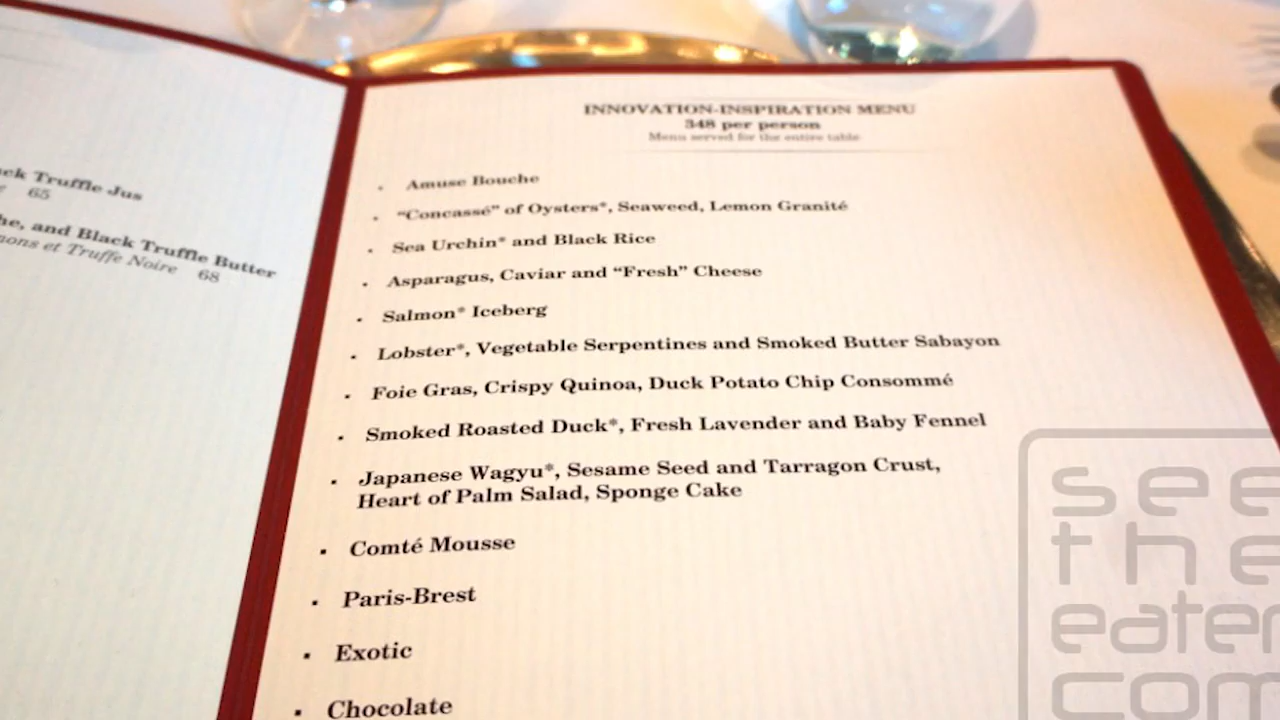 ck Truffle Jus
65
he, and Black Truffle Butter
nons et Truffe Noire 68
INNOVATION-INSPIRATION MENU
348 per person
Menu served for the entire table
▪ Amuse Bouche
▪ “Concassé” of Oysters*, Seaweed, Lemon Granité
▪ Sea Urchin* and Black Rice
▪ Asparagus, Caviar and “Fresh” Cheese
▪ Salmon* Iceberg
▪ Lobster*, Vegetable Serpentines and Smoked Butter Sabayon
▪ Foie Gras, Crispy Quinoa, Duck Potato Chip Consommé
▪ Smoked Roasted Duck*, Fresh Lavender and Baby Fennel
▪ Japanese Wagyu*, Sesame Seed and Tarragon Crust,
Heart of Palm Salad, Sponge Cake
▪ Comté Mousse
▪ Paris-Brest
▪ Exotic
▪ Chocolate
see
the
eater
com